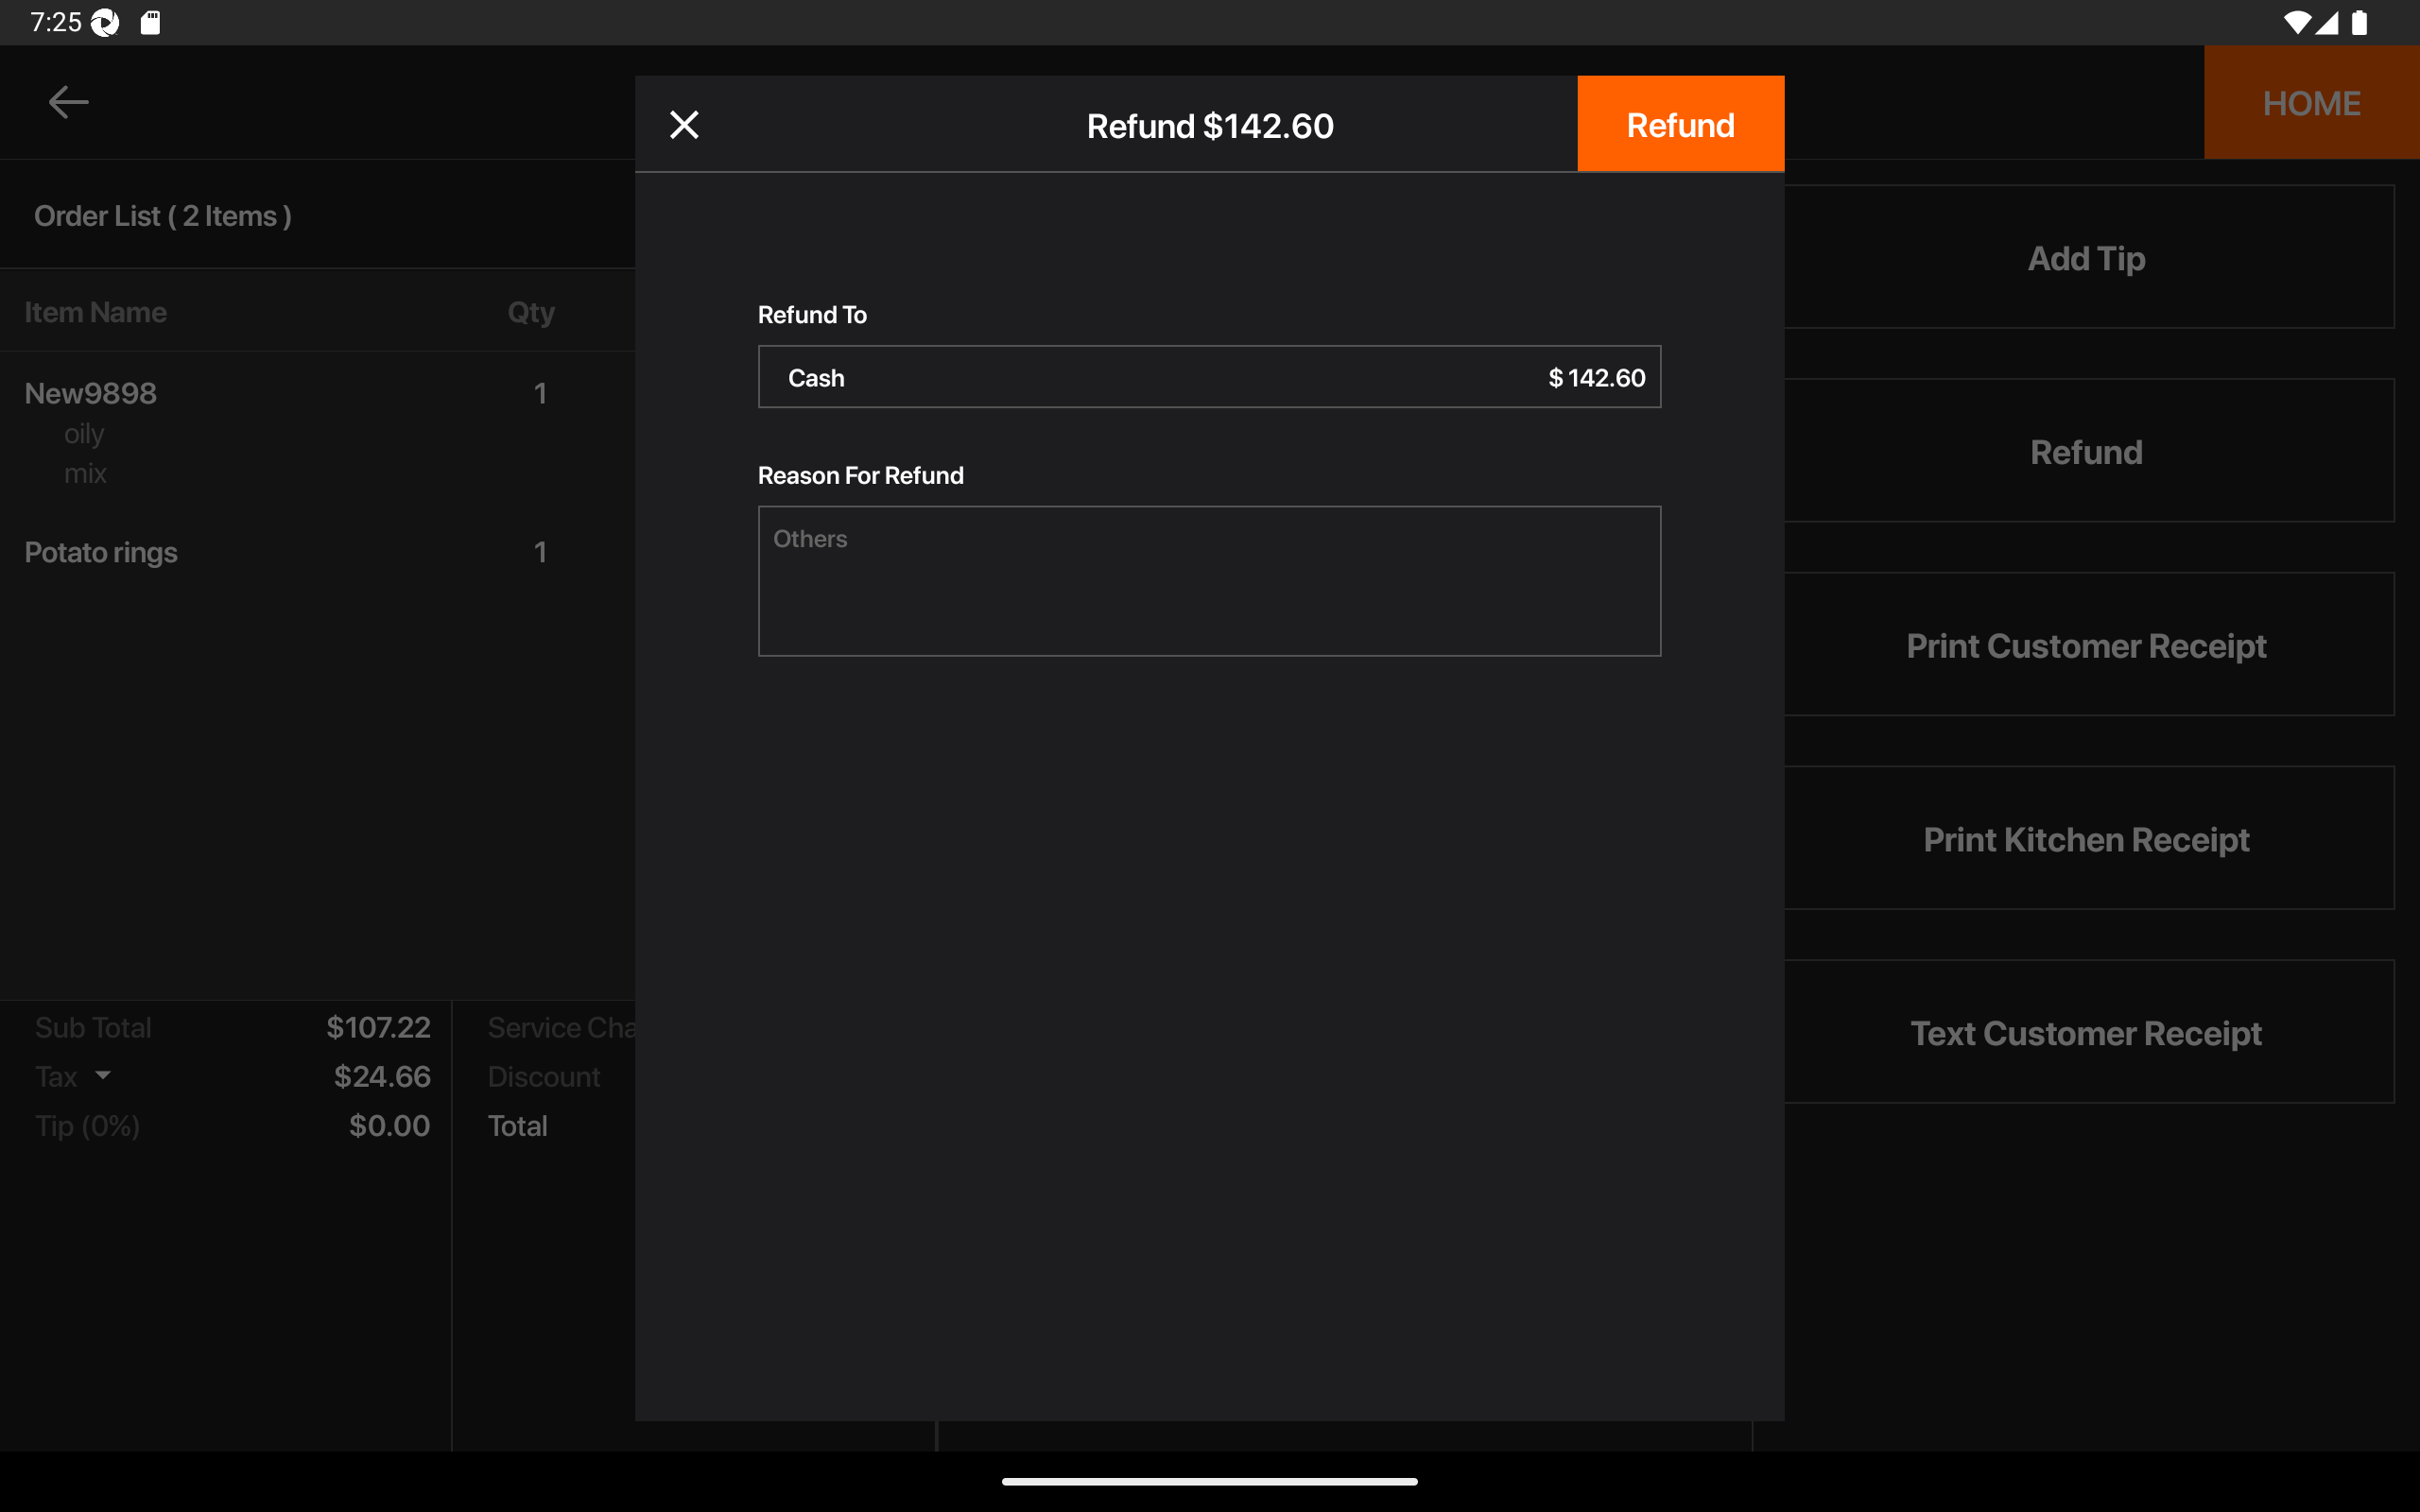 7:25
HOME
Refund $142.60
Refund
Order List ( 2 Items )
Item Name Qty
New9898 1
oily
mix
Potato rings 1
Sub Total $107.22
Tax $24.66
Tip (0%) $0.00
Service Cha
Discount
Total
Refund To
Cash $ 142.60
Reason For Refund
Others
Add Tip
Refund
Print Customer Receipt
Print Kitchen Receipt
Text Customer Receipt